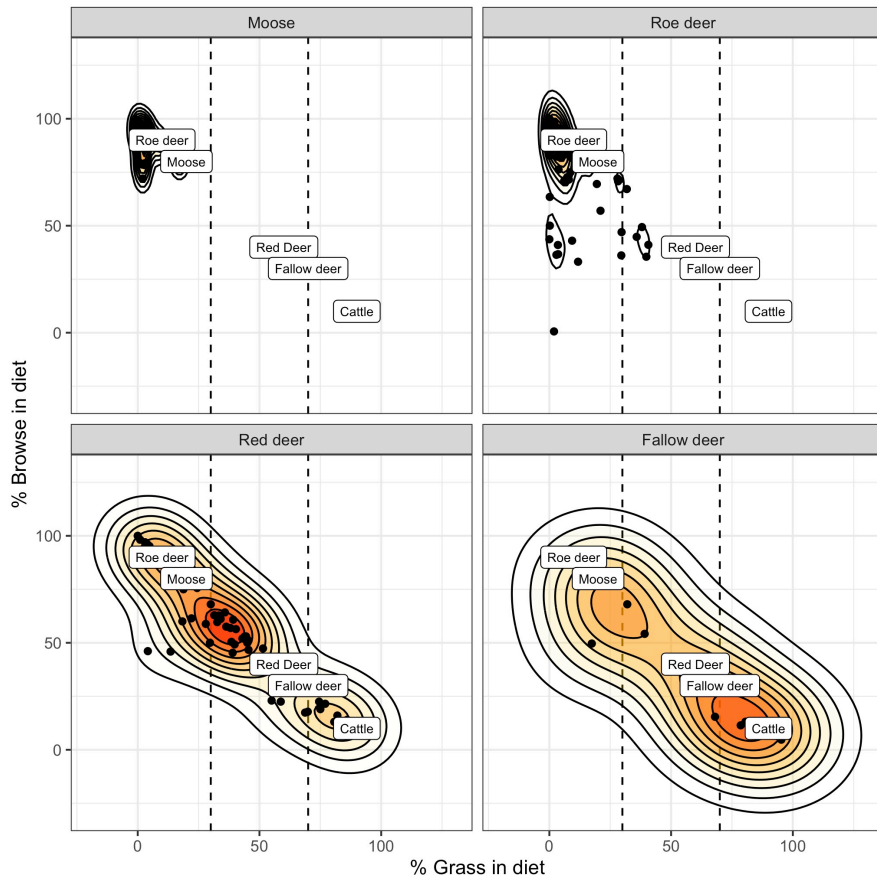 Moose
Roe deer
100
50
0
Roe deer
Moose
Red Deer
Fallow deer
Cattle
Roe deer
Moose
Red Deer
Fallow deer
Cattle
% Browse in diet
Red deer
Fallow deer
100
50
0
Roe deer
Moose
Red Deer
Fallow deer
Cattle
Roe deer
Moose
Red Deer
Fallow deer
Cattle
0
50
100
0
50
100
% Grass in diet